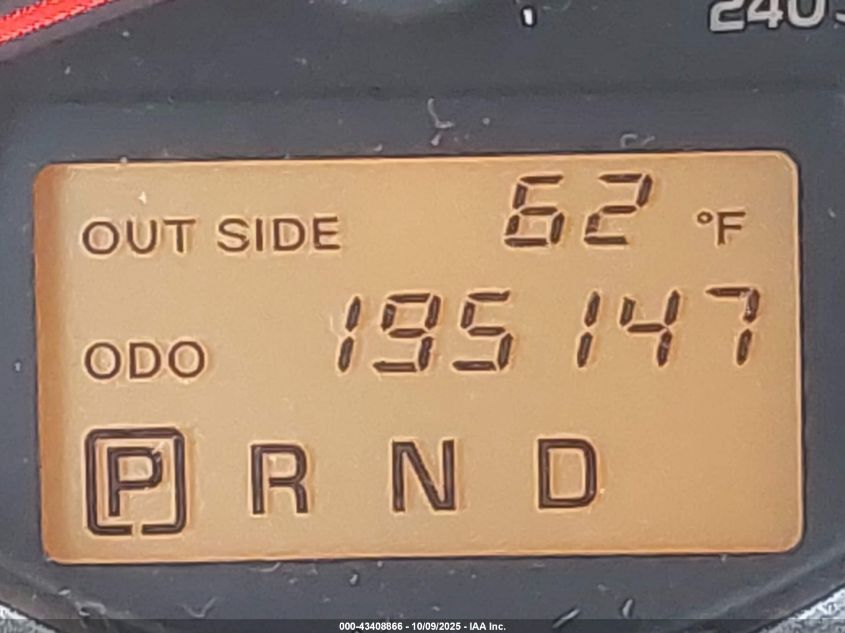 240
OUT SIDE 62 °F
ODO 195147
P R N D
000-43408866 - 10/09/2025 - IAA Inc.